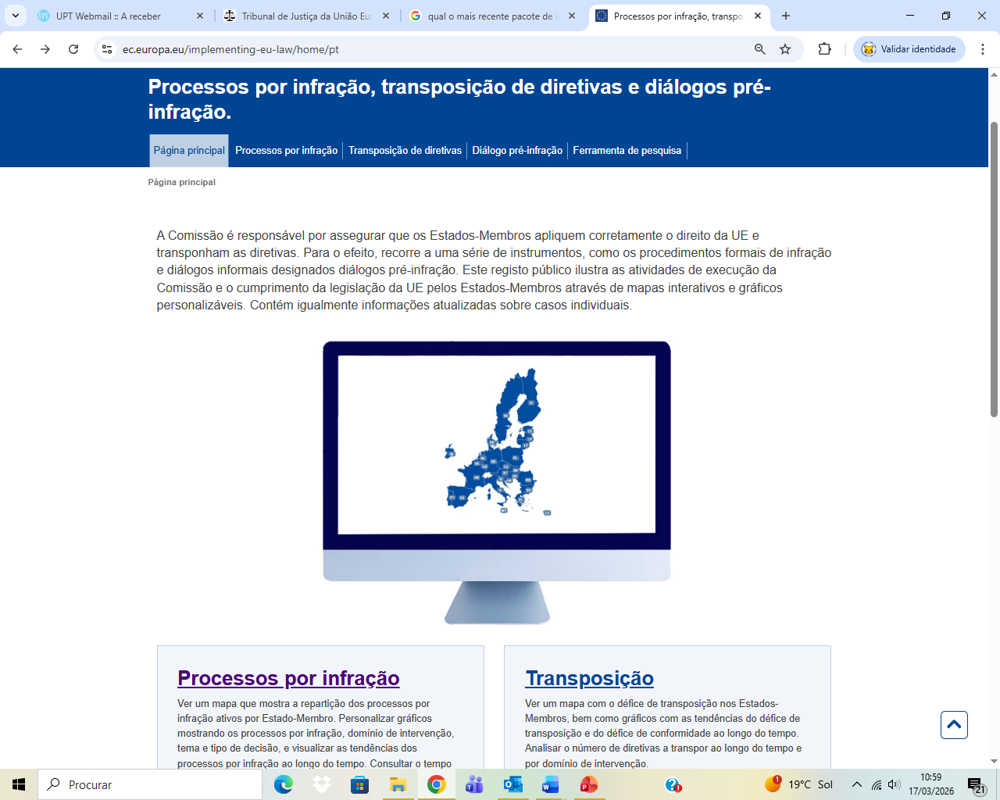 UPT Webmail :: A receber
Tribunal de Justiça da União Eu
qual o mais recente pacote de i
Processos por infração, transpo
ec.europa.eu/implementing-eu-law/home/pt
Validar identidade
Processos por infração, transposição de diretivas e diálogos pré-
infração.
Página principal
Processos por infração
Transposição de diretivas
Diálogo pré-infração
Ferramenta de pesquisa
Página principal
A Comissão é responsável por assegurar que os Estados-Membros apliquem corretamente o direito da UE e
transponham as diretivas. Para o efeito, recorre a uma série de instrumentos, como os procedimentos formais de infração
e diálogos informais designados diálogos pré-infração. Este registo público ilustra as atividades de execução da
Comissão e o cumprimento da legislação da UE pelos Estados-Membros através de mapas interativos e gráficos
personalizáveis. Contém igualmente informações atualizadas sobre casos individuais.
Processos por infração
Ver um mapa que mostra a repartição dos processos por
infração ativos por Estado-Membro. Personalizar gráficos
mostrando os processos por infração, domínio de intervenção,
tema e tipo de decisão, e visualizar as tendências dos
processos por infração ao longo do tempo. Consultar o tempo
Transposição
Ver um mapa com o défice de transposição nos Estados-
Membros, bem como gráficos com as tendências do défice de
transposição e do défice de conformidade ao longo do tempo.
Analisar o número de diretivas a transpor ao longo do tempo e
por domínio de intervenção.
Procurar
1
19°C Sol
10:59
17/03/2026
21